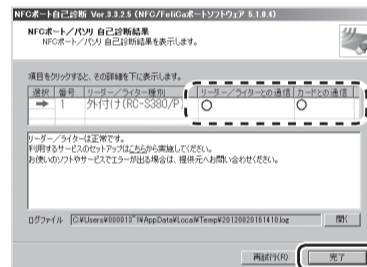 NFCポート自己診断 Ver.3.3.2.5 (NFC/FeliCaポートソフトウェア 5.1.0.4)
NFCポート/パソリ 自己診断結果
NFCポート/パソリ 自己診断結果を表示します。
項目をクリックすると、その詳細を下に表示します。
選択 番号 リーダー/ライター種別 リーダー/ライターとの通信 カードとの通信
➡ 1 外付け(RC-S380/P) ○ ○
リーダー/ライターは正常です。
利用するサービスのセットアップはこちらから実施してください。
お使いのソフトやサービスでエラーが出る場合は、提供元へお問い合わせください。
ログファイル C:¥Users¥000013~1¥AppData¥Local¥Temp¥20120820161410.log 開く
再試行(R) 完了